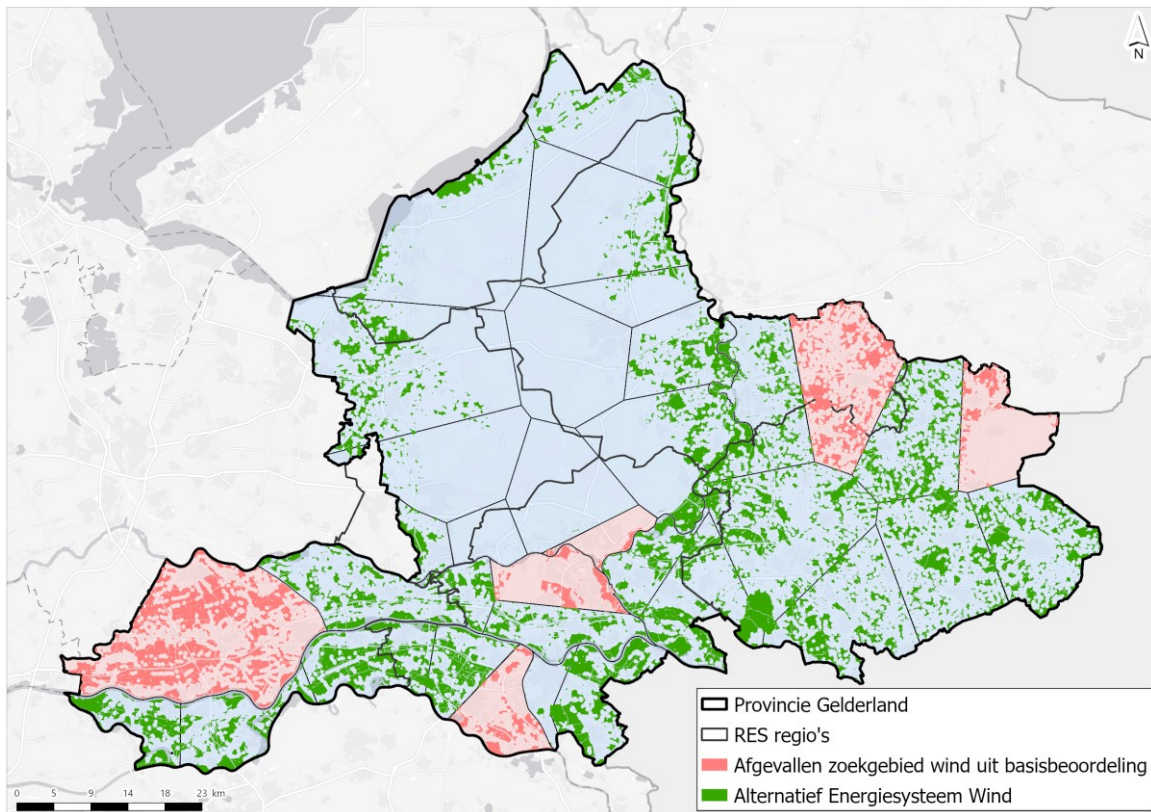 N
Provincie Gelderland
RES regio's
Afgevallen zoekgebied wind uit basisbeoordeling
Alternatief Energiesysteem Wind
0 5 9 14 18 23 km